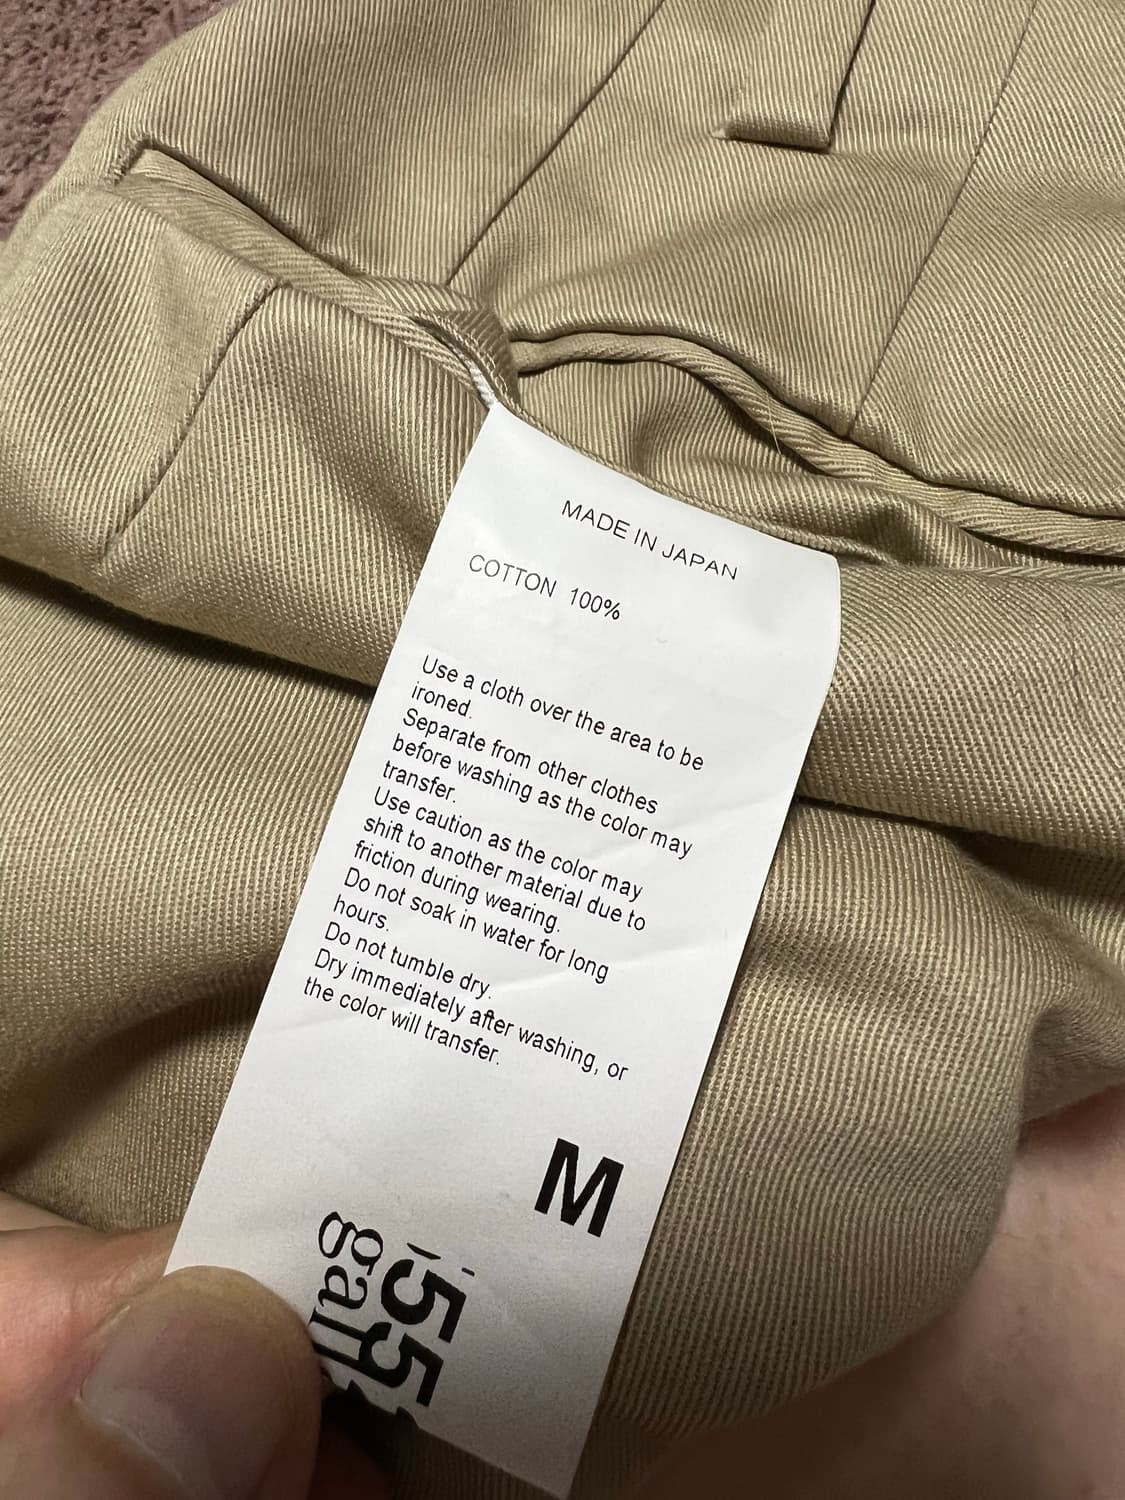 MADE IN JAPAN
COTTON 100%
Use a cloth over the area to be
ironed.
Separate from other clothes
before washing as the color may
transfer.
Use caution as the color may
shift to another material due to
friction during wearing.
Do not soak in water for long
hours.
Do not tumble dry.
Dry immediately after washing, or
the color will transfer.
M
55